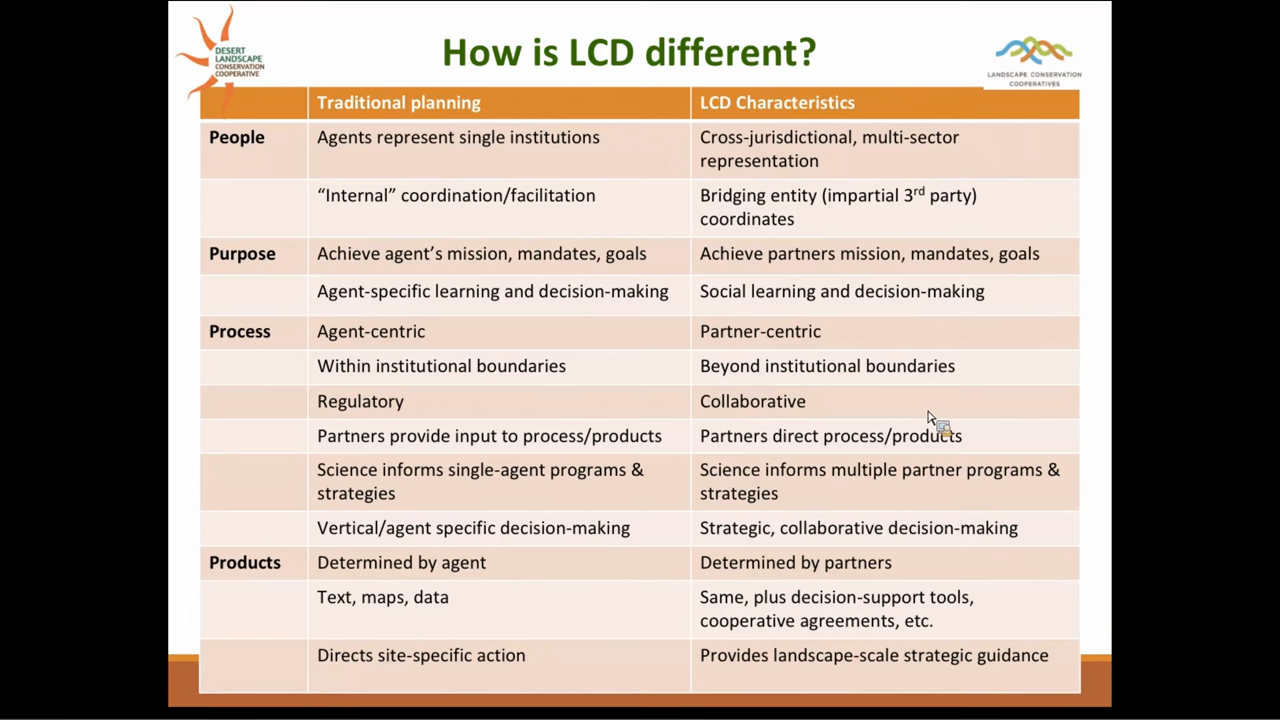 DESERT
LANDSCAPE
CONSERVATION
COOPERATIVE
How is LCD different?
LANDSCAPE CONSERVATION
COOPERATIVES
Traditional planning
LCD Characteristics
People
Agents represent single institutions
Cross-jurisdictional, multi-sector
representation
“Internal” coordination/facilitation
Bridging entity (impartial 3rd party)
coordinates
Purpose
Achieve agent’s mission, mandates, goals
Achieve partners mission, mandates, goals
Agent-specific learning and decision-making
Social learning and decision-making
Process
Agent-centric
Partner-centric
Within institutional boundaries
Beyond institutional boundaries
Regulatory
Collaborative
Partners provide input to process/products
Partners direct process/products
Science informs single-agent programs &
strategies
Science informs multiple partner programs &
strategies
Vertical/agent specific decision-making
Strategic, collaborative decision-making
Products
Determined by agent
Determined by partners
Text, maps, data
Same, plus decision-support tools,
cooperative agreements, etc.
Directs site-specific action
Provides landscape-scale strategic guidance